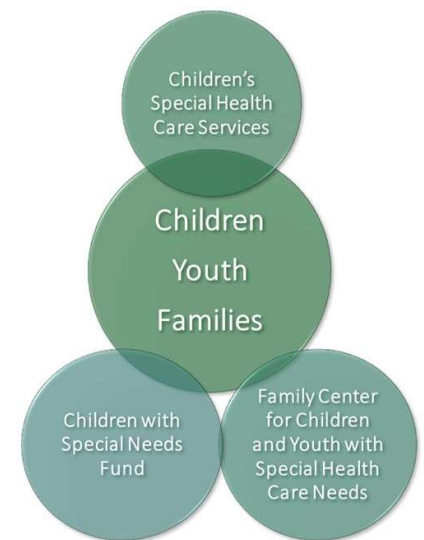 Children's
Special Health
Care Services
Children
Youth
Families
Children with
Special Needs
Fund
Family Center
for Children
and Youth with
Special Health
Care Needs